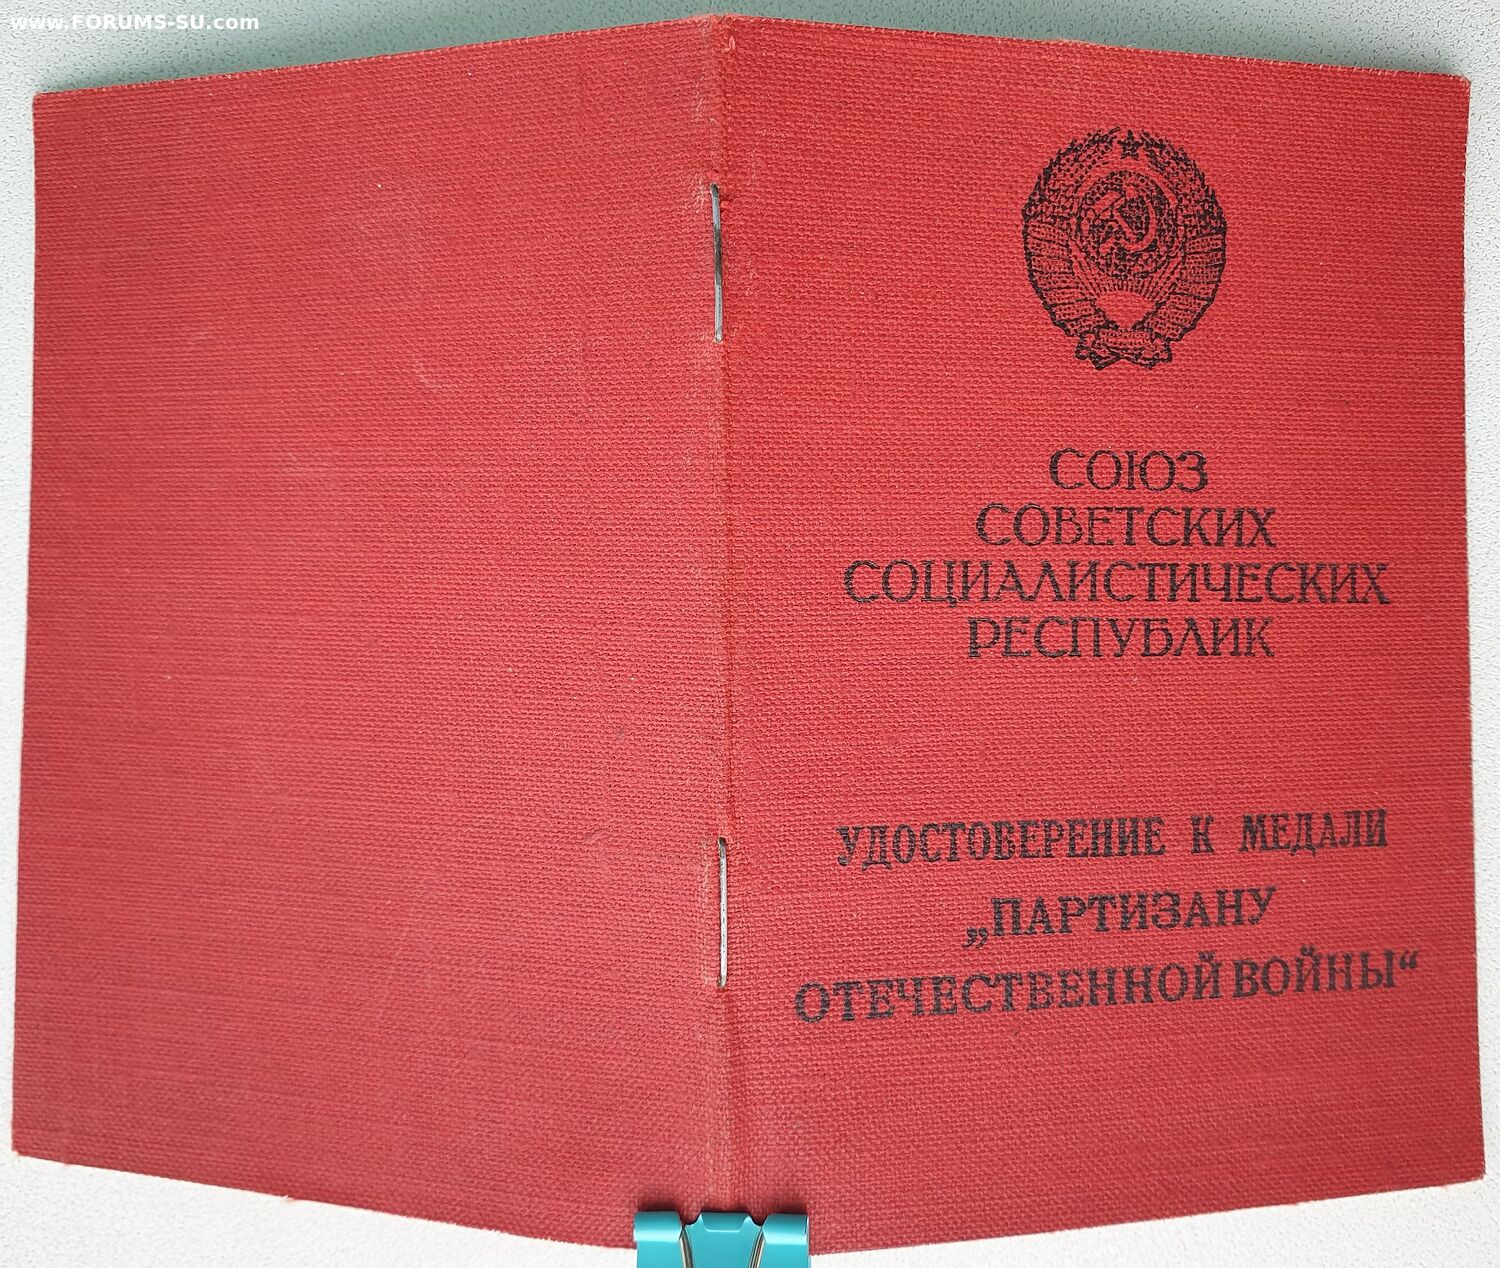 www.FORUMS-SU.com
СОЮЗ
СОВЕТСКИХ
СОЦИАЛИСТИЧЕСКИХ
РЕСПУБЛИК
УДОСТОВЕРЕНИЕ К МЕДАЛИ
„ПАРТИЗАНУ
ОТЕЧЕСТВЕННОЙ ВОЙНЫ“